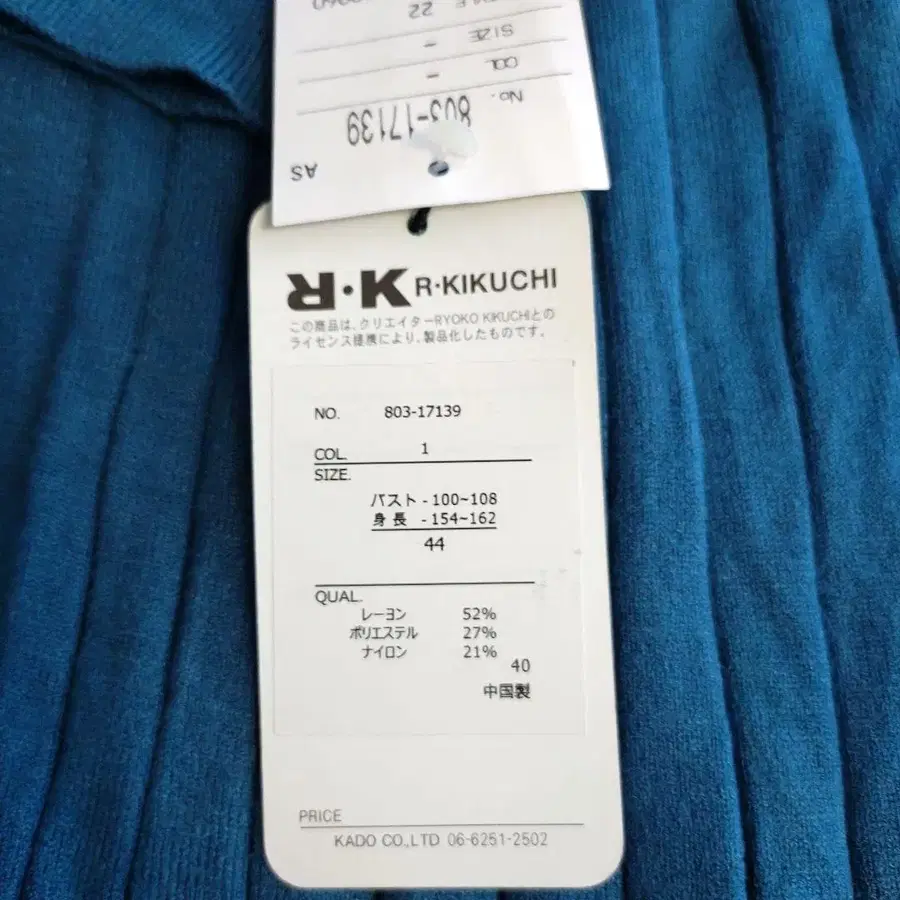 SIZE -
COL -
No. 803-17139
AS
R・K R・KIKUCHI
この商品は、クリエイターRYOKO KIKUCHIとの
ライセンス提携により、製品化したものです。
NO. 803-17139
COL. 1
SIZE.
バスト - 100~108
身長 - 154~162
44
QUAL.
レーヨン 52%
ポリエステル 27%
ナイロン 21%
40
中国製
PRICE
KADO CO.,LTD 06-6251-2502